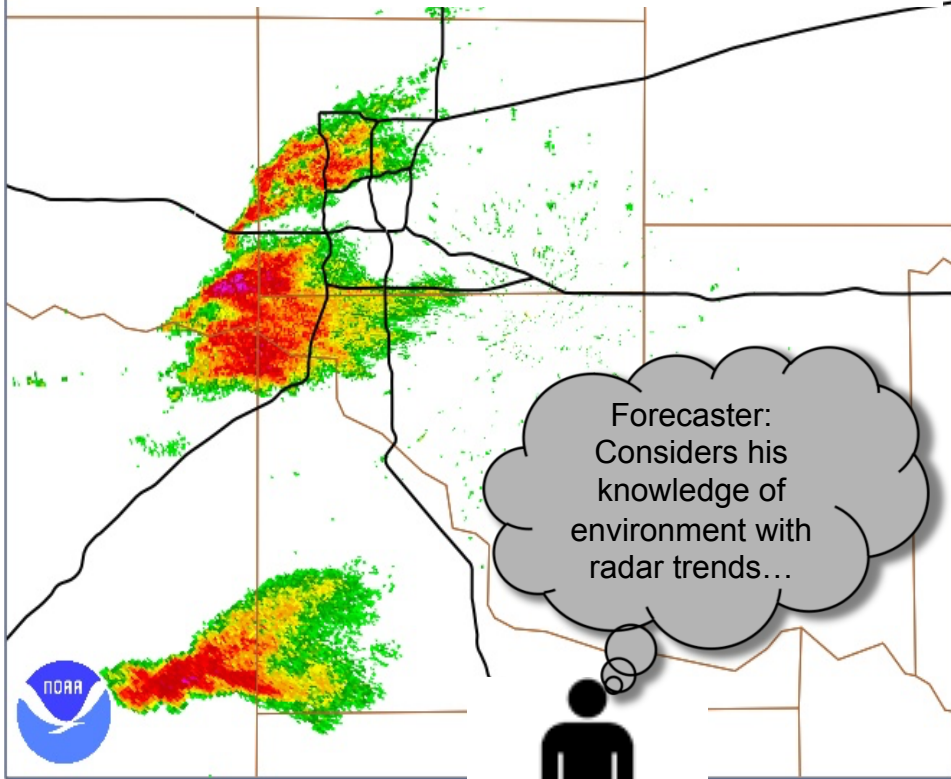 Forecaster:
Considers his
knowledge of
environment with
radar trends…
NOAA